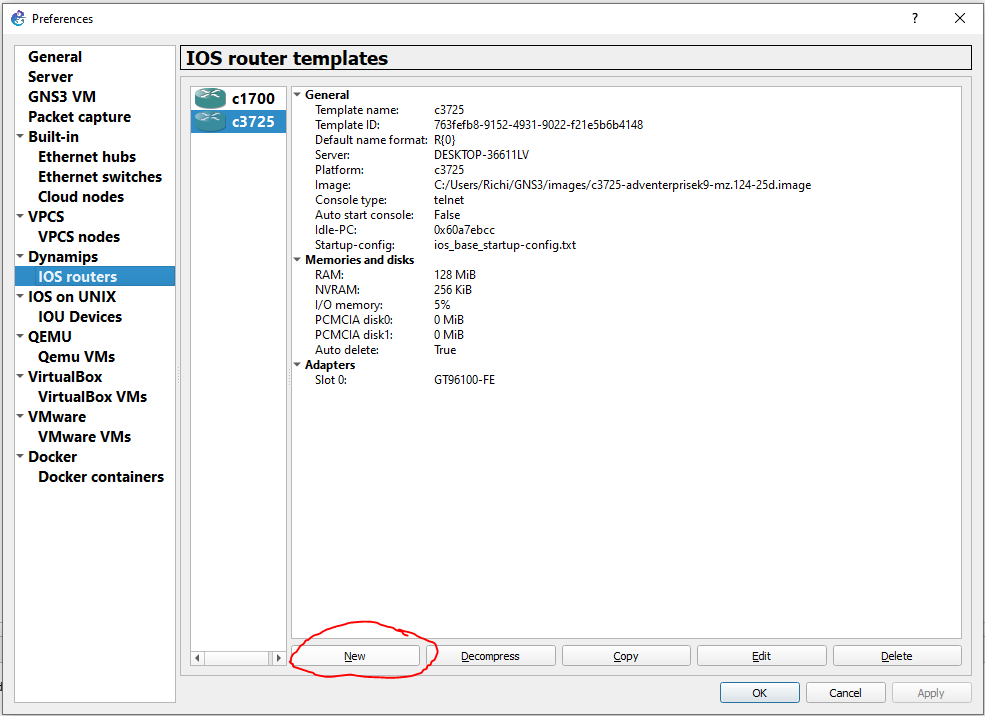 Preferences
?
General
Server
GNS3 VM
Packet capture
Built-in
Ethernet hubs
Ethernet switches
Cloud nodes
VPCS
VPCS nodes
Dynamips
IOS routers
IOS on UNIX
IOU Devices
QEMU
Qemu VMs
VirtualBox
VirtualBox VMs
VMware
VMware VMs
Docker
Docker containers
IOS router templates
c1700
c3725
General
Template name: c3725
Template ID: 763fefb8-9152-4931-9022-f21e5b6b4148
Default name format: R{0}
Server: DESKTOP-36611LV
Platform: c3725
Image: C:/Users/Richi/GNS3/images/c3725-adventerprisek9-mz.124-25d.image
Console type: telnet
Auto start console: False
Idle-PC: 0x60a7ebcc
Startup-config: ios_base_startup-config.txt
Memories and disks
RAM: 128 MiB
NVRAM: 256 KiB
I/O memory: 5%
PCMCIA disk0: 0 MiB
PCMCIA disk1: 0 MiB
Auto delete: True
Adapters
Slot 0: GT96100-FE
New Decompress Copy Edit Delete
OK Cancel Apply